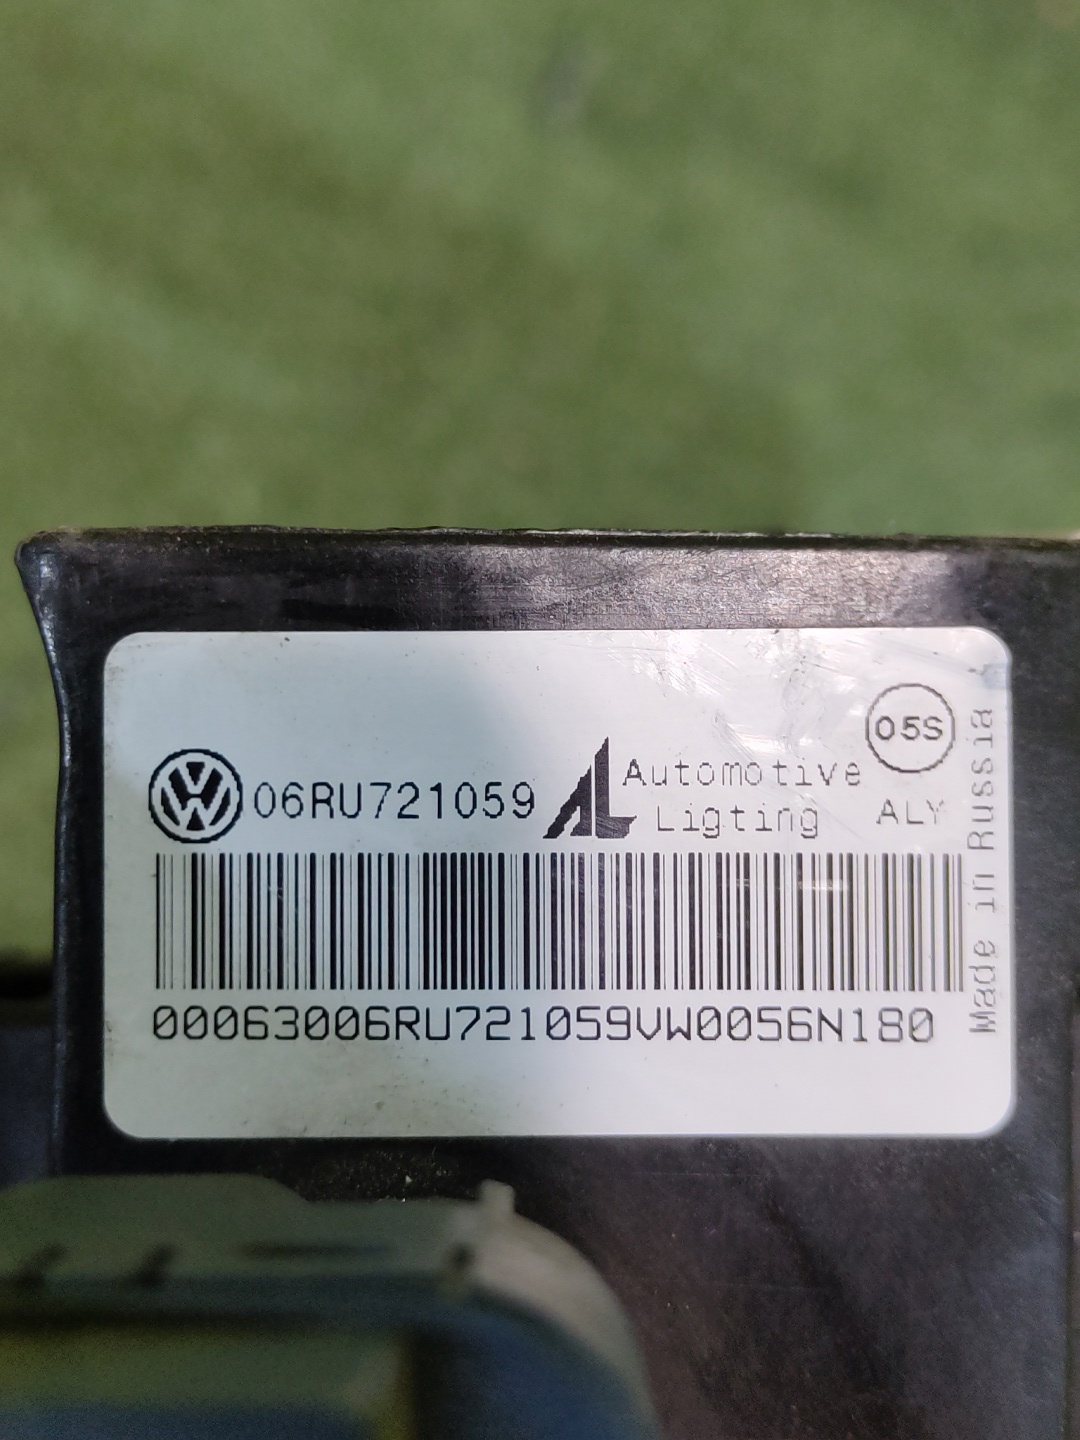 05S
06RU721059
Automotive
Ligting
ALY
00063006RU721059VW0056N180
Made in Russia